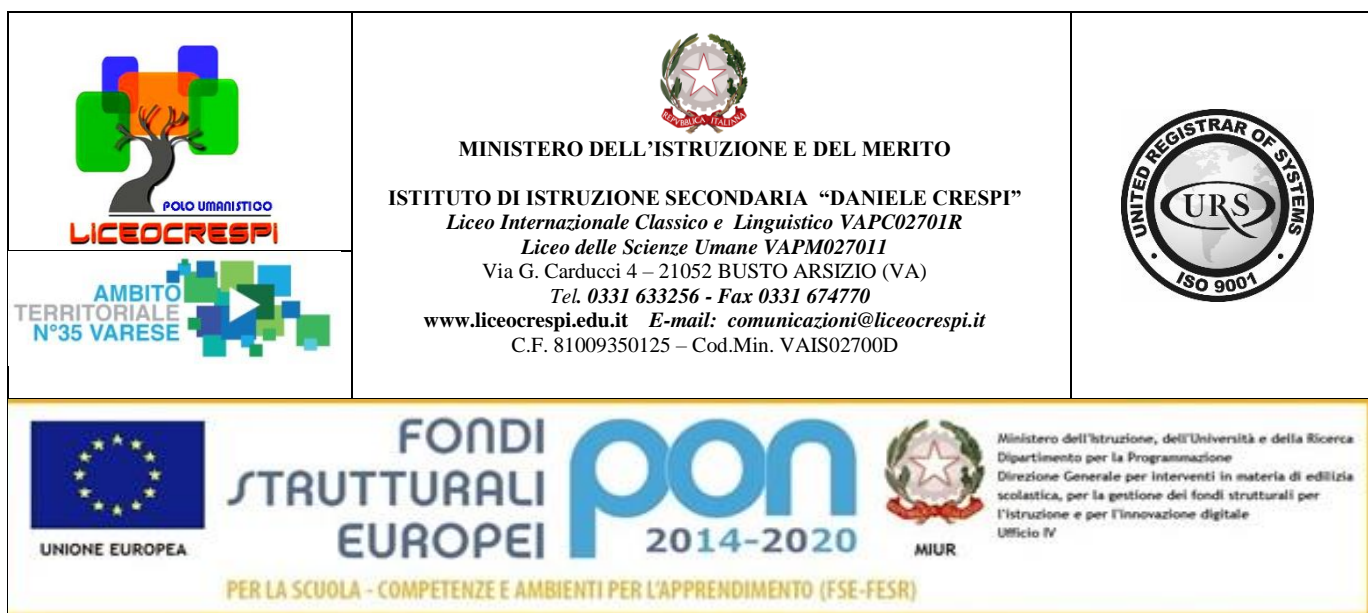 POLO UMANISTICO
LICEOCRESPI
AMBITO
TERRITORIALE
N°35 VARESE
REPVBBLICA ITALIANA
MINISTERO DELL’ISTRUZIONE E DEL MERITO
ISTITUTO DI ISTRUZIONE SECONDARIA “DANIELE CRESPI”
Liceo Internazionale Classico e Linguistico VAPC02701R
Liceo delle Scienze Umane VAPM027011
Via G. Carducci 4 – 21052 BUSTO ARSIZIO (VA)
Tel. 0331 633256 - Fax 0331 674770
www.liceocrespi.edu.it E-mail: comunicazioni@liceocrespi.it
C.F. 81009350125 – Cod.Min. VAIS02700D
UNITED REGISTRAR OF SYSTEMS
URS
ISO 9001
UNIONE EUROPEA
FONDI
STRUTTURALI
EUROPEI
pon
2014-2020
MIUR
Ministero dell'Istruzione, dell'Università e della Ricerca
Dipartimento per la Programmazione
Direzione Generale per interventi in materia di edilizia
scolastica, per la gestione dei fondi strutturali per
l'istruzione e per l'innovazione digitale
Ufficio IV
PER LA SCUOLA - COMPETENZE E AMBIENTI PER L'APPRENDIMENTO (FSE-FESR)